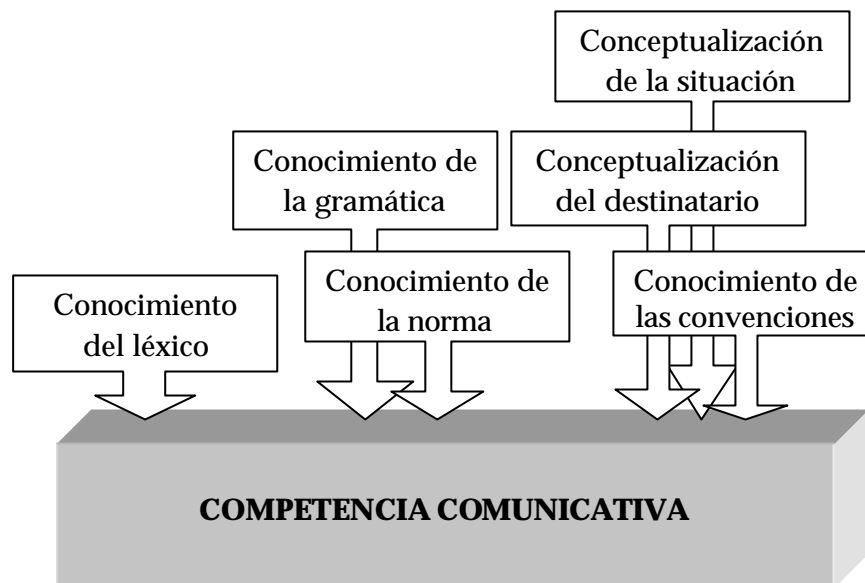 Conceptualización
de la situación
Conocimiento de
la gramática
Conceptualización
del destinatario
Conocimiento
del léxico
Conocimiento de
la norma
Conocimiento de
las convenciones
COMPETENCIA COMUNICATIVA